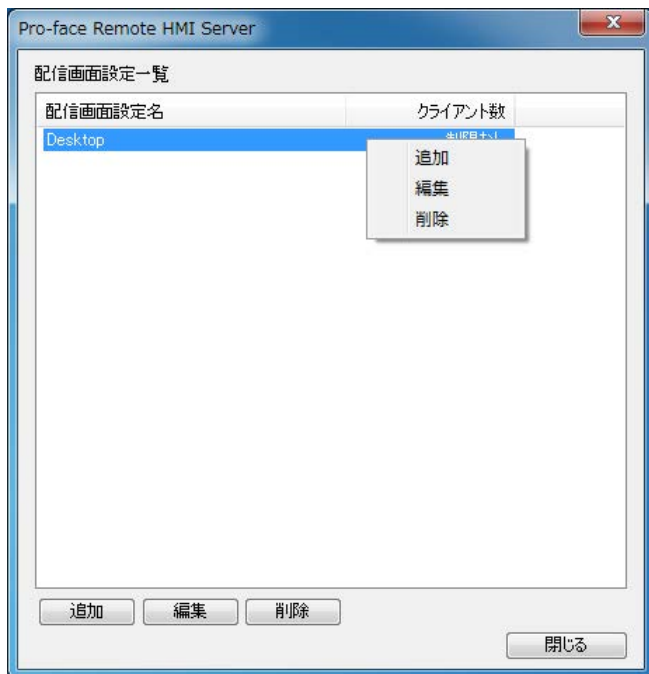 Pro-face Remote HMI Server
配信画面設定一覧
配信画面設定名 クライアント数
Desktop
追加
編集
削除
追加 編集 削除
閉じる